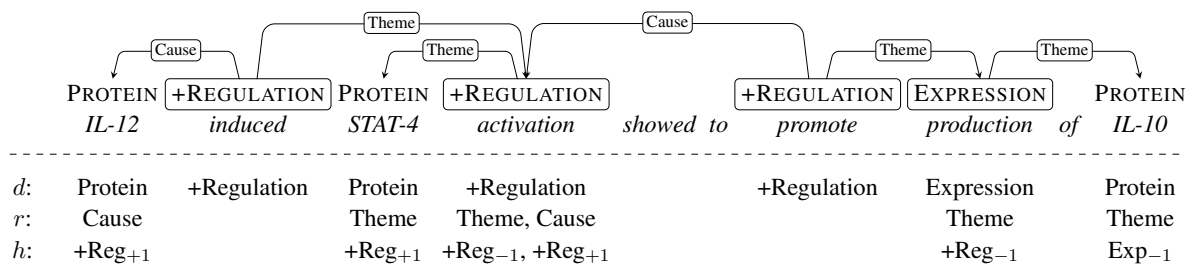 Theme Cause
Cause Theme Theme Theme
PROTEIN +REGULATION PROTEIN +REGULATION +REGULATION EXPRESSION PROTEIN
IL-12 induced STAT-4 activation showed to promote production of IL-10
d: Protein +Regulation Protein +Regulation +Regulation Expression Protein
r: Cause Theme Theme, Cause Theme Theme
h: +Reg₊₁ +Reg₊₁ +Reg₋₁, +Reg₊₁ +Reg₋₁ Exp₋₁